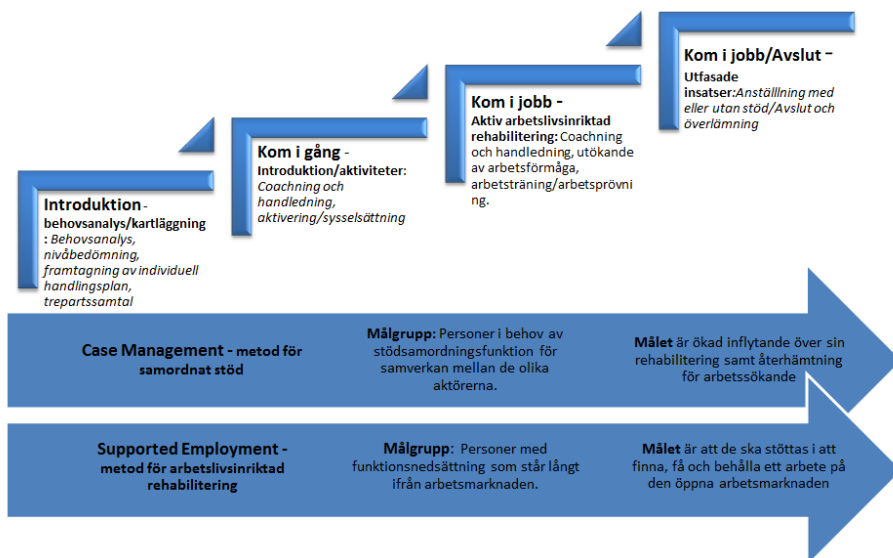 Introduktion -
behovsanalys/kartläggning
: Behovsanalys,
nivåbedömning,
framtagning av individuell
handlingsplan,
trepartssamtal
Kom i gång -
Introduktion/aktiviteter:
Coachning och
handledning,
aktivering/sysselsättning
Kom i jobb -
Aktiv arbetslivsinriktad
rehabilitering: Coachning
och handledning, utökande
av arbetsförmåga,
arbetsträning/arbetsprövni
ng.
Kom i jobb/Avslut –
Utfasade
insatser:Anställlning med
eller utan stöd/Avslut och
överlämning
Case Management - metod för
samordnat stöd
Målgrupp: Personer i behov av
stödsamordningsfunktion för
samverkan mellan de olika
aktörerna.
Målet är ökad inflytande över sin
rehabilitering samt återhämtning
för arbetssökande
Supported Employment -
metod för arbetslivsinriktad
rehabilitering
Målgrupp: Personer med
funktionsnedsättning som står långt
ifrån arbetsmarknaden.
Målet är att de ska stöttas i att
finna, få och behålla ett arbete på
den öppna arbetsmarknaden